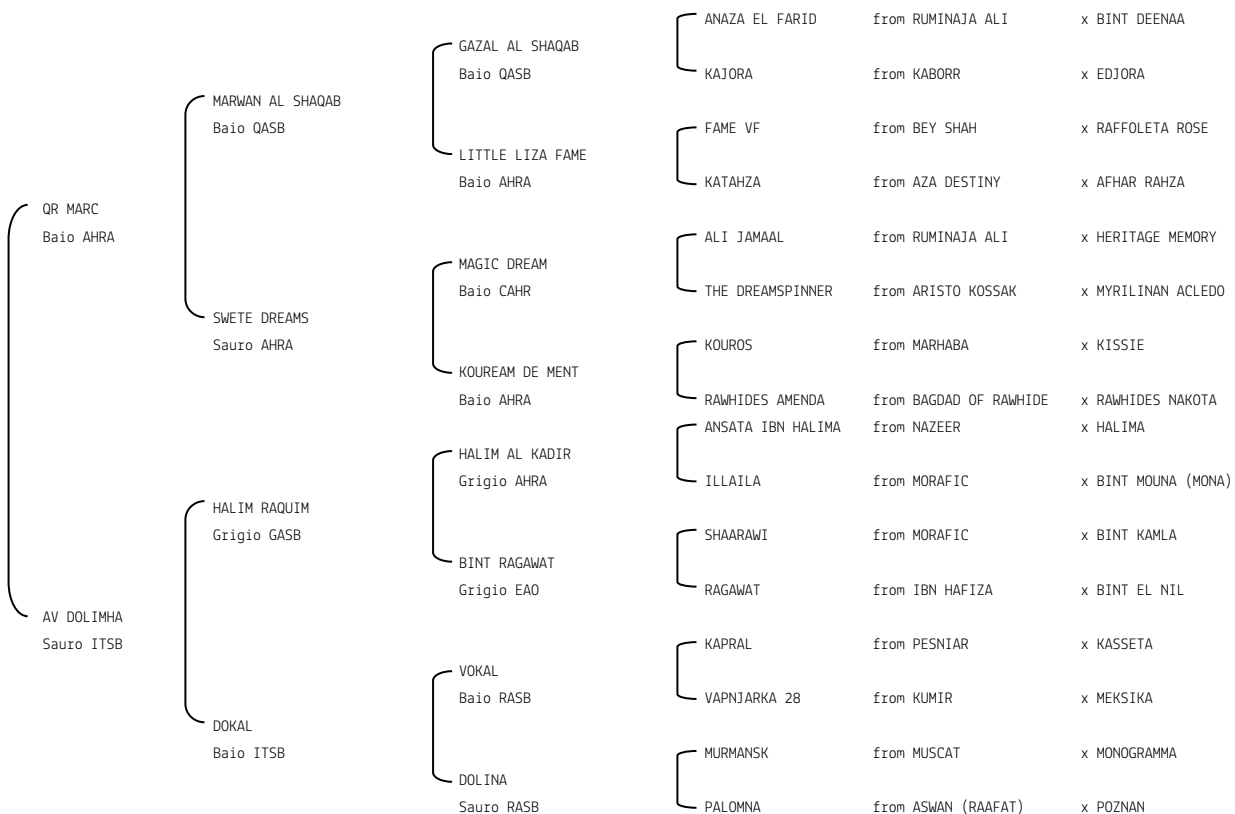 ANAZA EL FARID from RUMINAJA ALI x BINT DEENAA
GAZAL AL SHAQAB
Baio QASB
KAJORA from KABORR x EDJORA
MARWAN AL SHAQAB
Baio QASB
FAME VF from BEY SHAH x RAFFOLETA ROSE
LITTLE LIZA FAME
Baio AHRA
KATAHZA from AZA DESTINY x AFHAR RAHZA
QR MARC
Baio AHRA
ALI JAMAAL from RUMINAJA ALI x HERITAGE MEMORY
MAGIC DREAM
Baio CAHR
THE DREAMSPINNER from ARISTO KOSSAK x MYRILINAN ACLEDO
SWETE DREAMS
Sauro AHRA
KOUROS from MARHABA x KISSIE
KOUREAM DE MENT
Baio AHRA
RAWHIDES AMENDA from BAGDAD OF RAWHIDE x RAWHIDES NAKOTA
ANSATA IBN HALIMA from NAZEER x HALIMA
HALIM AL KADIR
Grigio AHRA
ILLAILA from MORAFIC x BINT MOUNA (MONA)
HALIM RAQUIM
Grigio GASB
SHAARAWI from MORAFIC x BINT KAMLA
BINT RAGAWAT
Grigio EAO
RAGAWAT from IBN HAFIZA x BINT EL NIL
AV DOLIMHA
Sauro ITSB
KAPRAL from PESNIAR x KASSETA
VOKAL
Baio RASB
VAPNJARKA 28 from KUMIR x MEKSIKA
DOKAL
Baio ITSB
MURMANSK from MUSCAT x MONOGRAMMA
DOLINA
Sauro RASB
PALOMNA from ASWAN (RAAFAT) x POZNAN